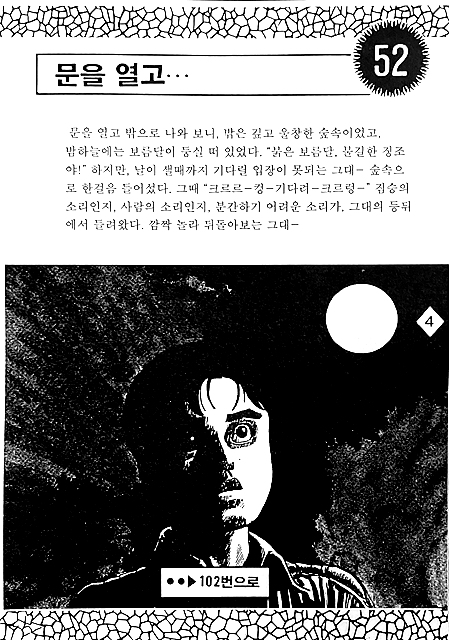 52
문을 열고…
문을 열고 밖으로 나와 보니, 밖은 깊고 울창한 숲속이었고,
밤하늘에는 보름달이 둥실 떠 있었다. “붉은 보름달, 불길한 징조
야!” 하지만, 날이 샐때까지 기다릴 입장이 못되는 그대— 숲속으
로 한걸음 들어섰다. 그때 “크르르—컹—기다려—크르렁—” 짐승의
소리인지, 사람의 소리인지, 분간하기 어려운 소리가, 그대의 등뒤
에서 들려왔다. 깜짝 놀라 뒤돌아보는 그대—
4
●●▶102번으로